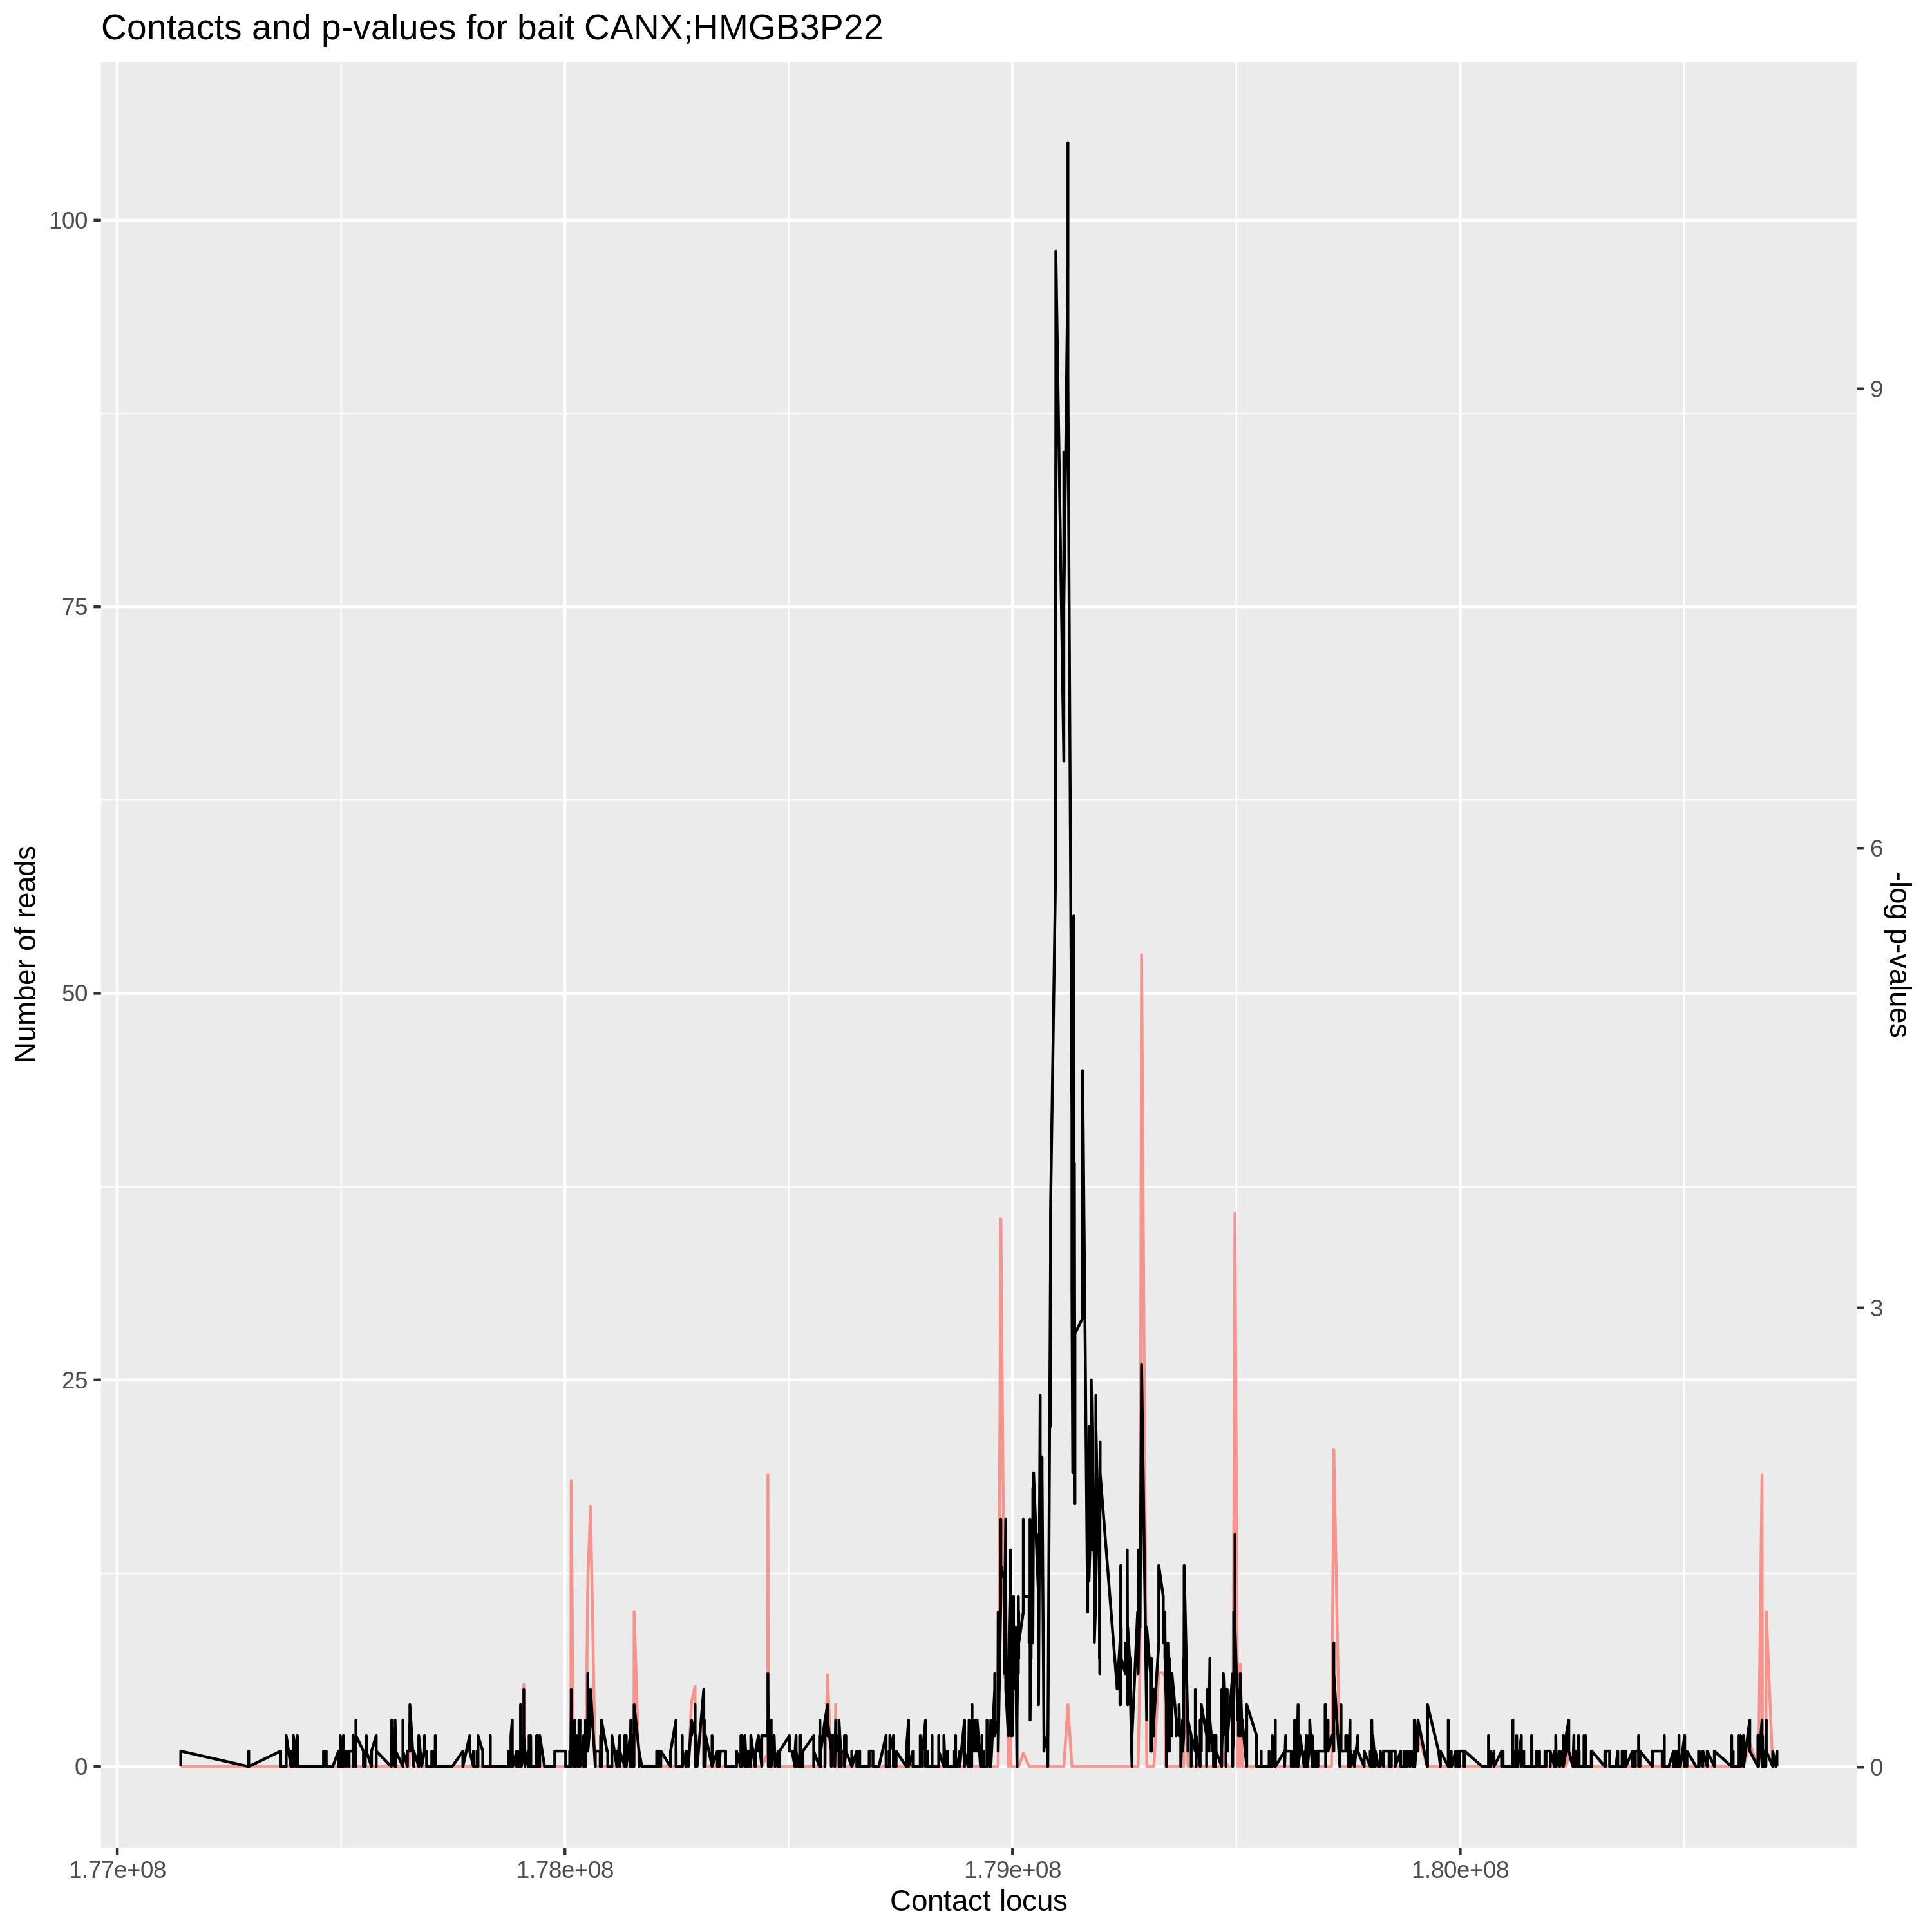 Contacts and p-values for bait CANX;HMGB3P22
100
75
50
25
0
Number of reads
9
6
3
0
-log p-values
1.77e+08
1.78e+08
1.79e+08
1.80e+08
Contact locus